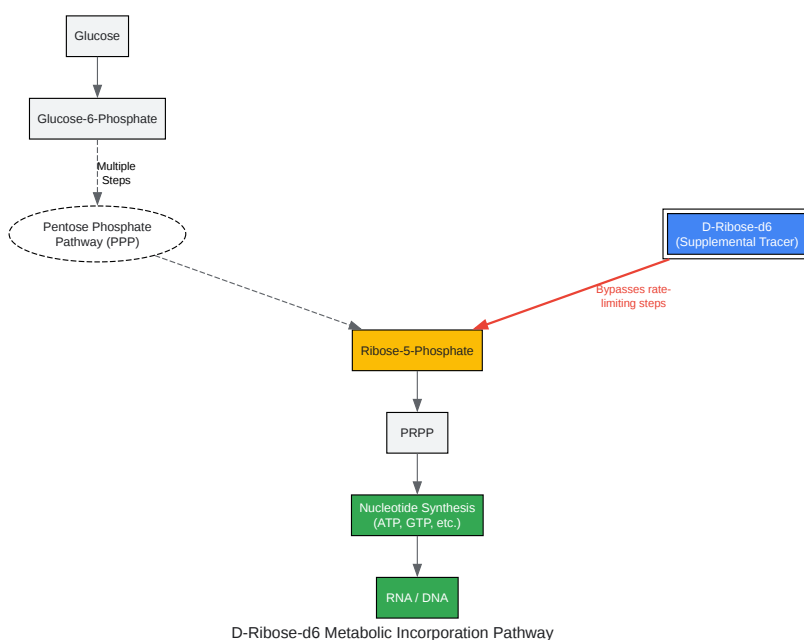 Glucose
Glucose-6-Phosphate
Multiple
Steps
Pentose Phosphate
Pathway (PPP)
D-Ribose-d6
(Supplemental Tracer)
Bypasses rate-
limiting steps
Ribose-5-Phosphate
PRPP
Nucleotide Synthesis
(ATP, GTP, etc.)
RNA / DNA
D-Ribose-d6 Metabolic Incorporation Pathway